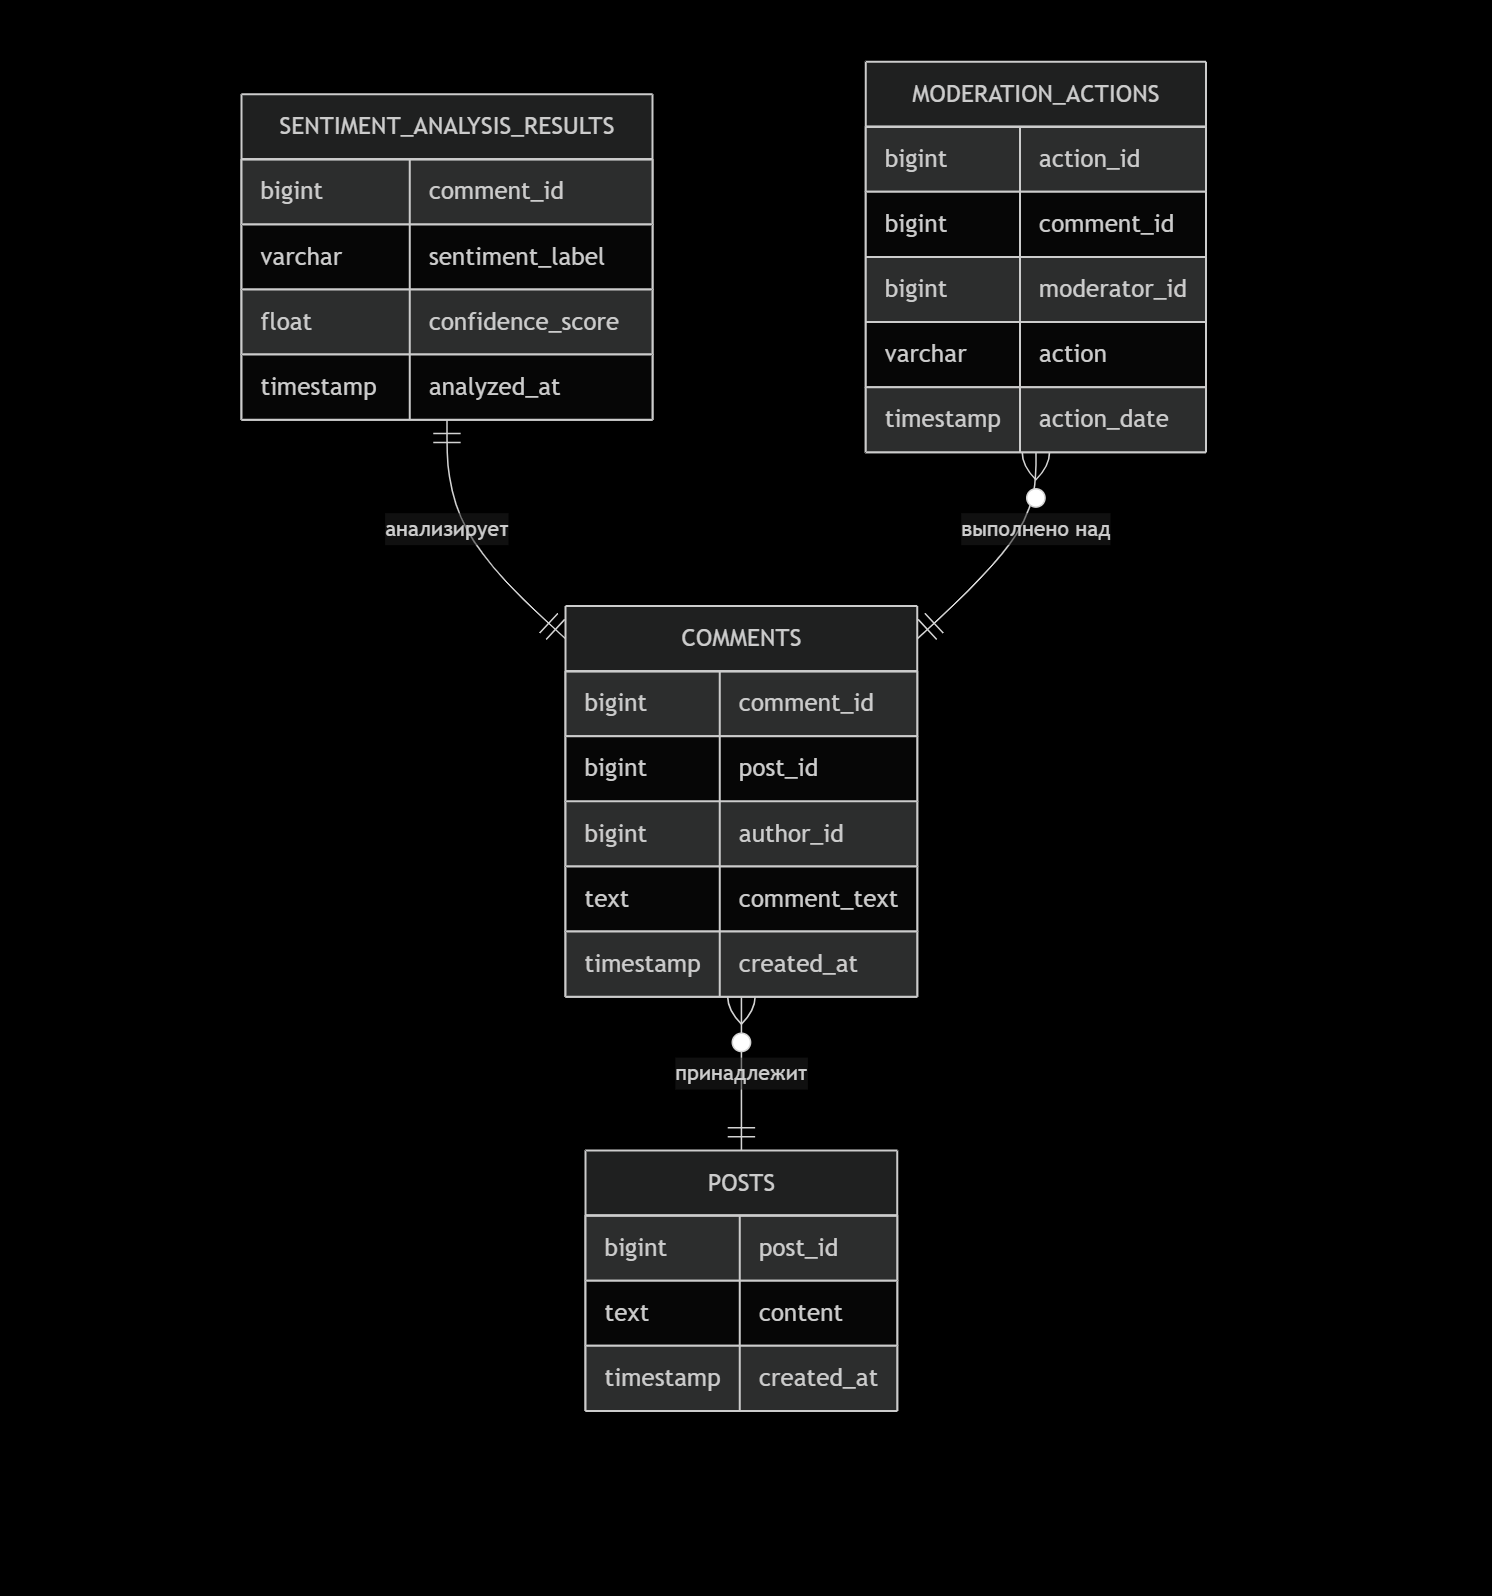 SENTIMENT_ANALYSIS_RESULTS
bigint comment_id
varchar sentiment_label
float confidence_score
timestamp analyzed_at
MODERATION_ACTIONS
bigint action_id
bigint comment_id
bigint moderator_id
varchar action
timestamp action_date
анализирует
выполнено над
COMMENTS
bigint comment_id
bigint post_id
bigint author_id
text comment_text
timestamp created_at
принадлежит
POSTS
bigint post_id
text content
timestamp created_at